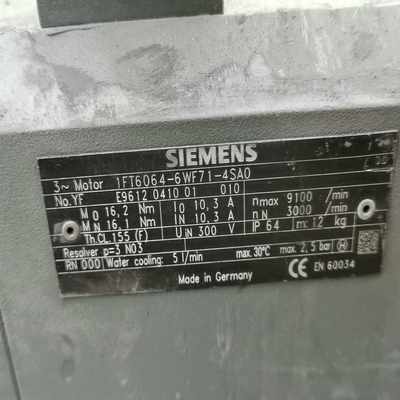 SIEMENS
3~ Motor 1FT6064-6WF71-4SA0
No.YF E9612 0410 01 010
M0 16,2 Nm I0 10,3 A nmax 9100 /min
MN 16,1 Nm IN 10,3 A nN 3000 /min
Th.CL.155 (F) UiN 300 V IP 64 m: 12 kg
Resolver p=3 N03
RN 000 Water cooling: 5 l/min max. 30°C max. 2,5 bar H
Made in Germany CE EN 60034